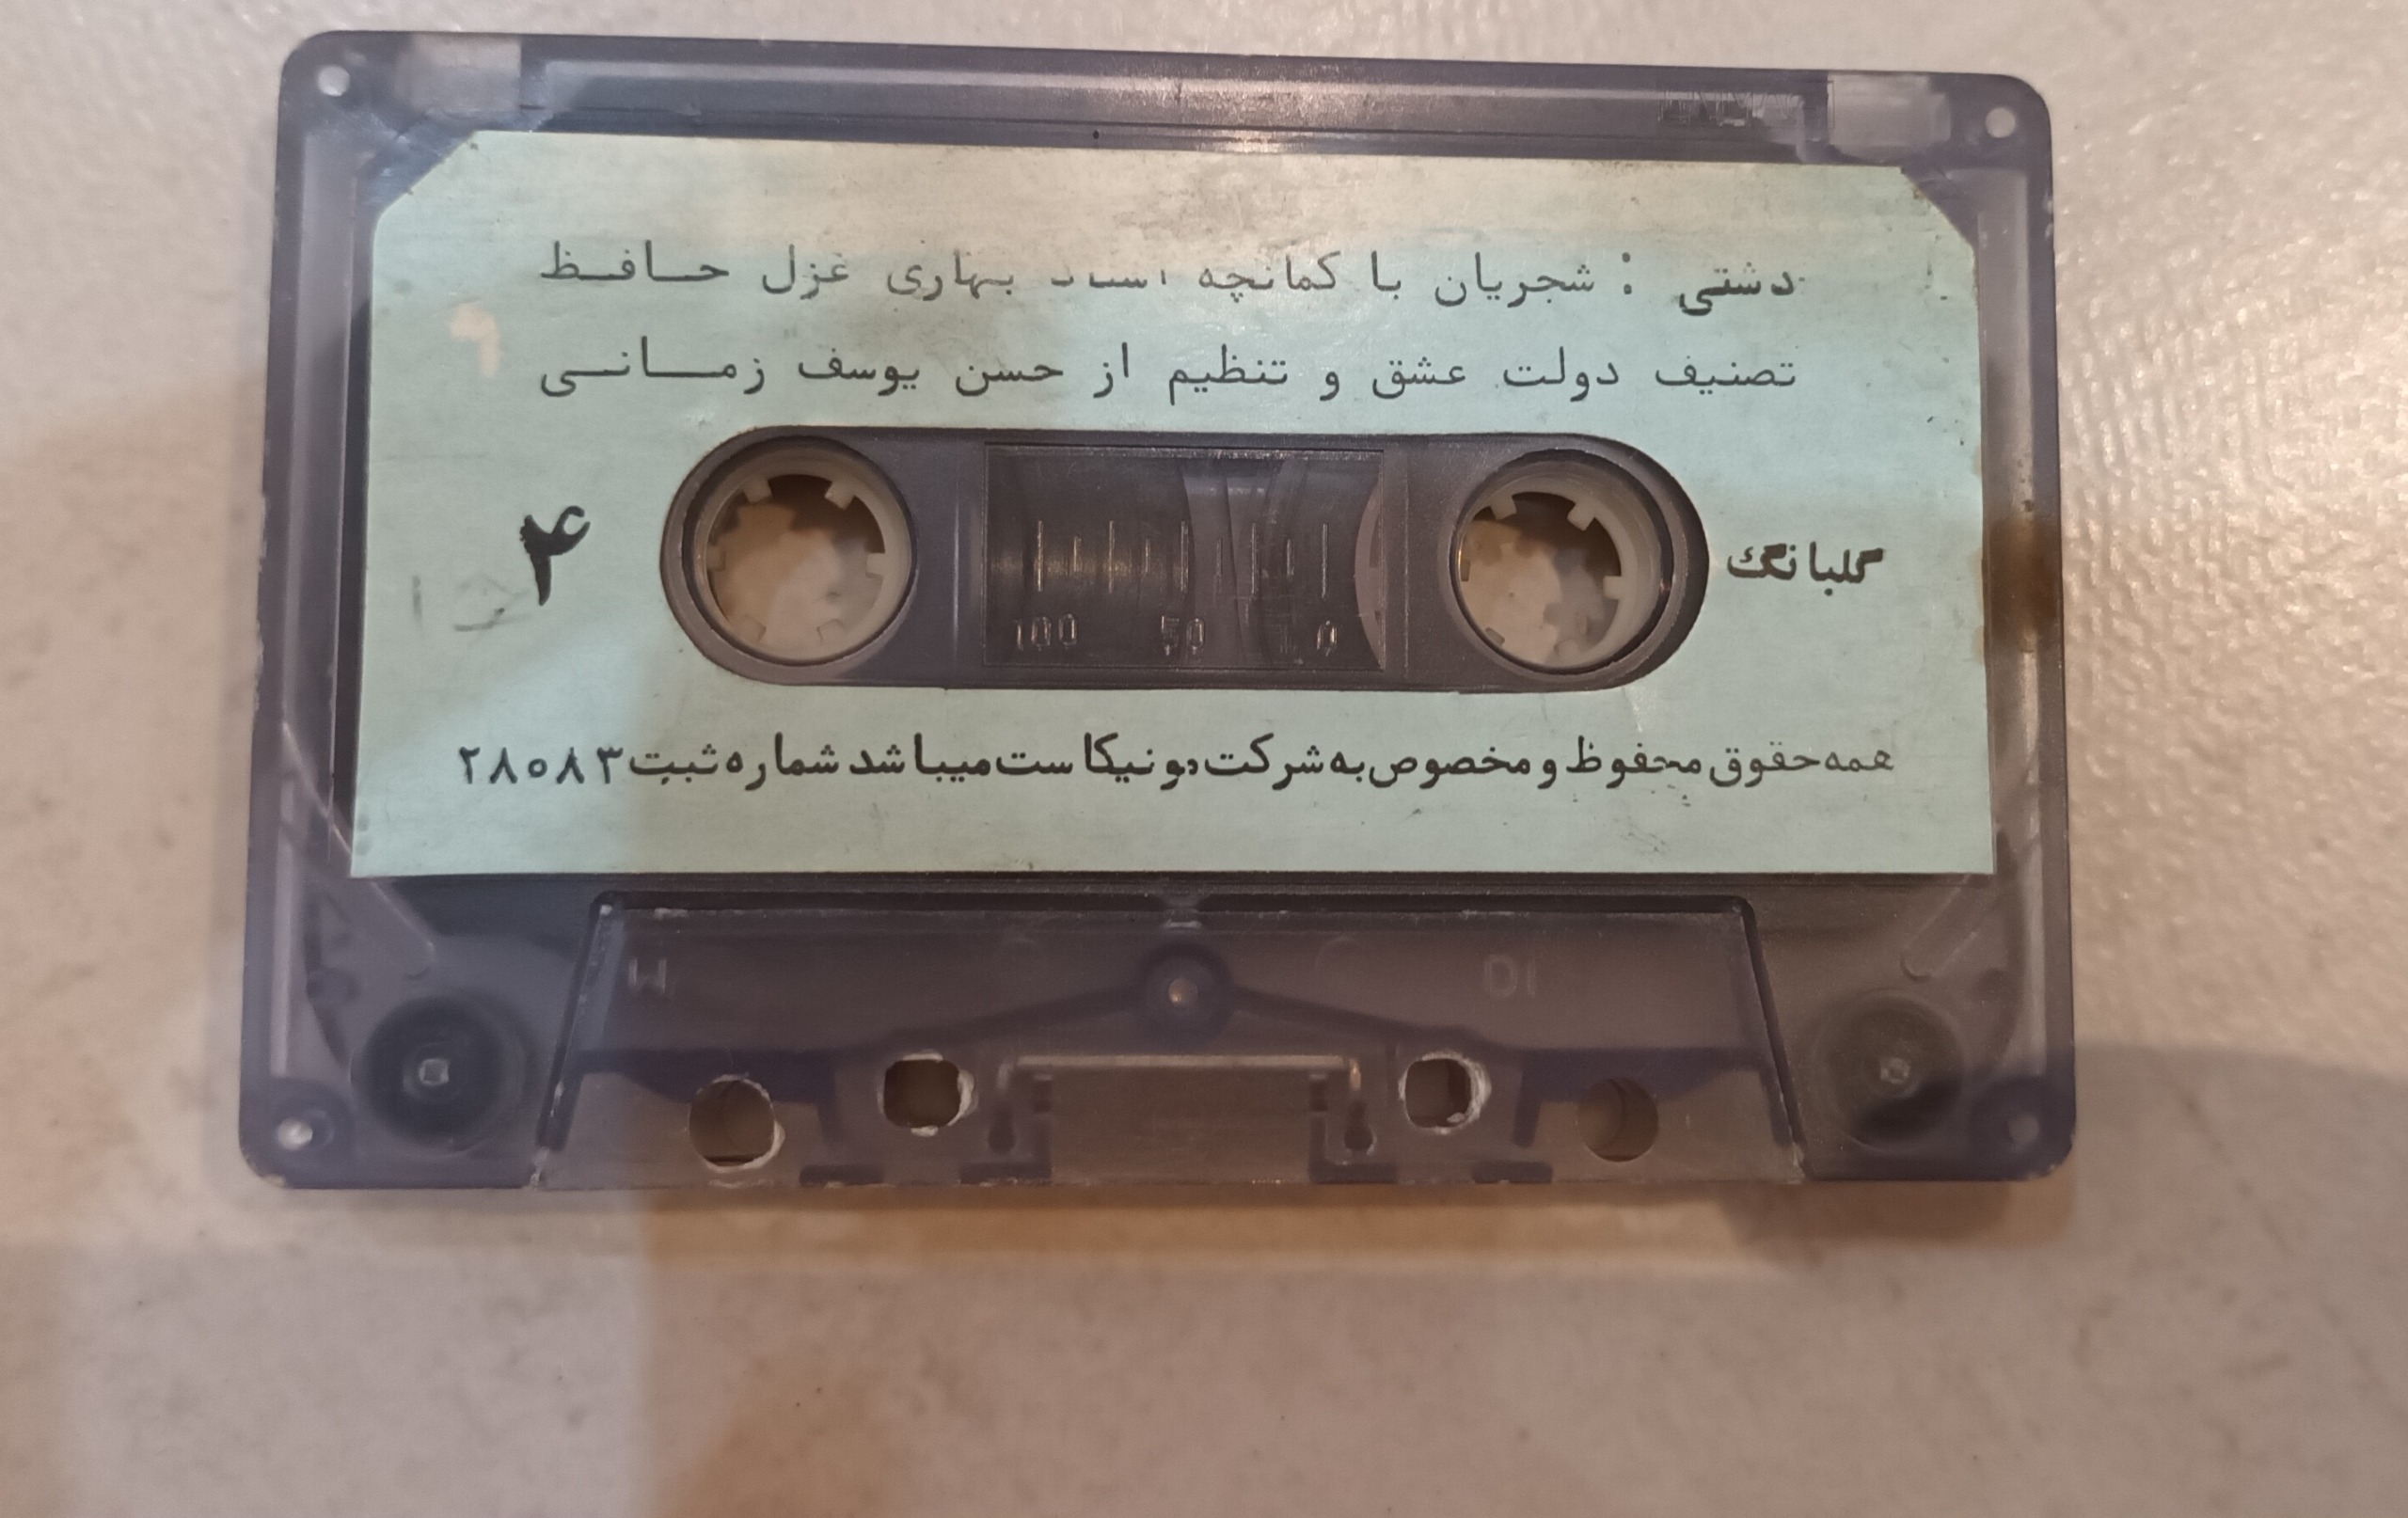 دشتی : شجریان با کمانچه استاد بهاری غزل حافظ
تصنیف دولت عشق و تنظیم از حسن یوسف زمانی
گلبانگ
۴
100 50 0
همه حقوق محفوظ و مخصوص به شرکت دونیکاست میباشد شماره ثبت ۲۸۰۸۳